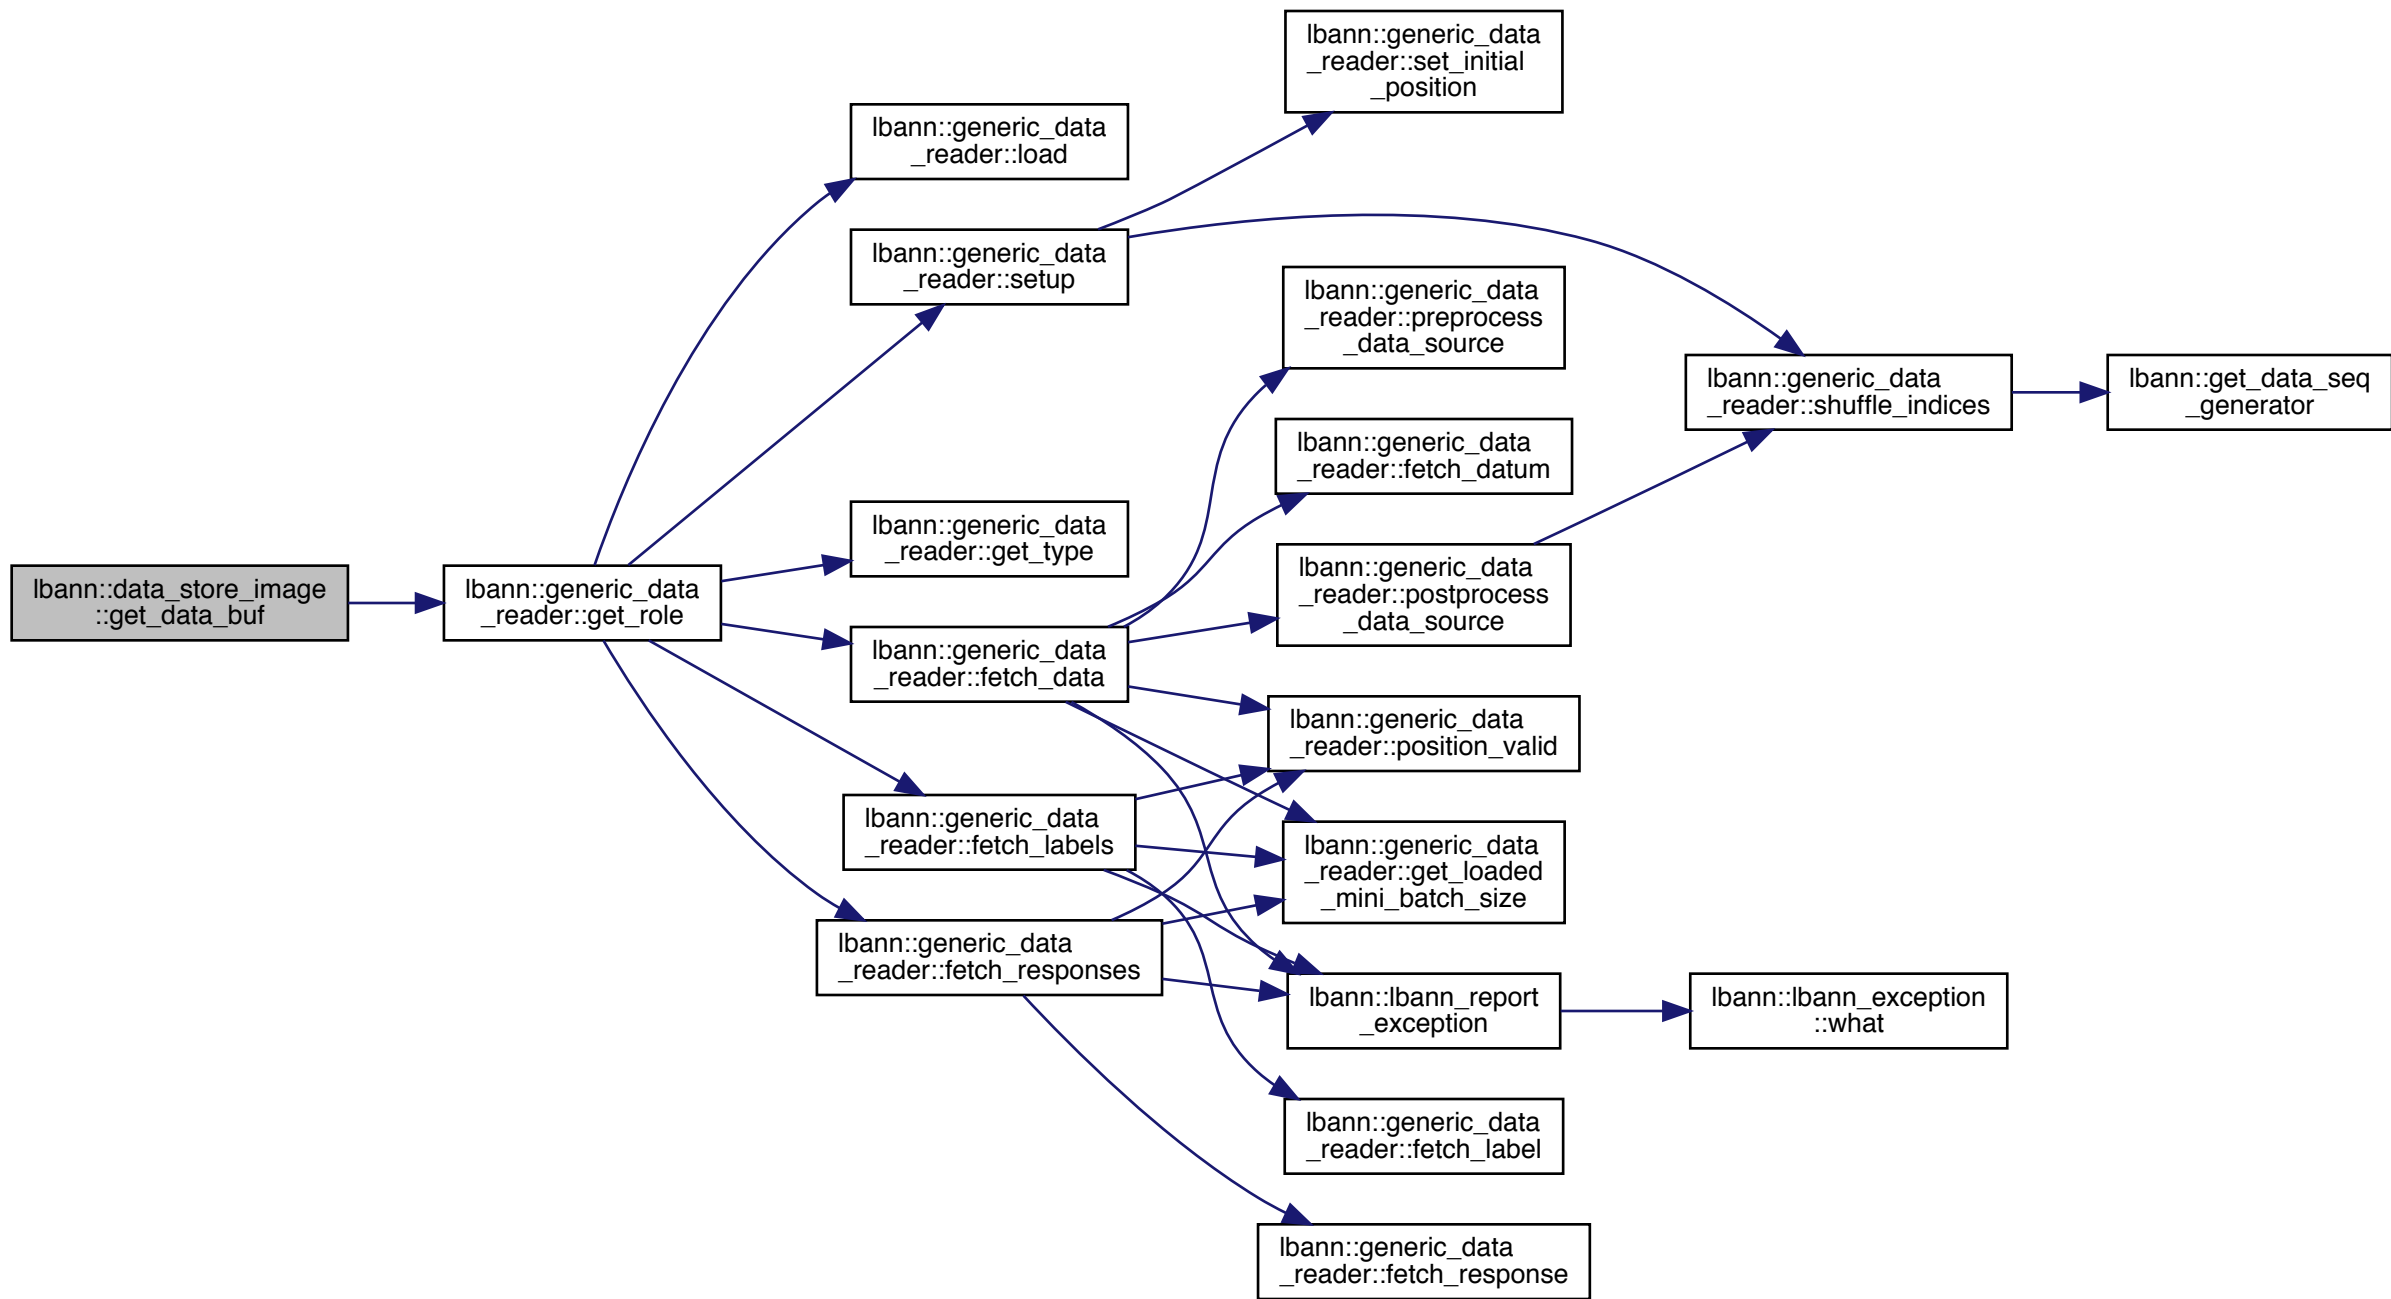 lbann::data_store_image
::get_data_buf
lbann::generic_data
_reader::get_role
lbann::generic_data
_reader::load
lbann::generic_data
_reader::setup
lbann::generic_data
_reader::get_type
lbann::generic_data
_reader::fetch_data
lbann::generic_data
_reader::fetch_labels
lbann::generic_data
_reader::fetch_responses
lbann::generic_data
_reader::set_initial
_position
lbann::generic_data
_reader::preprocess
_data_source
lbann::generic_data
_reader::fetch_datum
lbann::generic_data
_reader::postprocess
_data_source
lbann::generic_data
_reader::position_valid
lbann::generic_data
_reader::get_loaded
_mini_batch_size
lbann::lbann_report
_exception
lbann::generic_data
_reader::fetch_label
lbann::generic_data
_reader::fetch_response
lbann::generic_data
_reader::shuffle_indices
lbann::lbann_exception
::what
lbann::get_data_seq
_generator